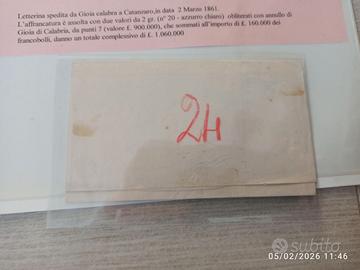 Letterina spedita da Gioia calabra a Catanzaro,in data 2 Marzo 1861.
L'affrancatura è assolta con due valori da 2 gr. (n° 20 - azzurro chiaro) obliterati con annullo di
Gioia di Calabria, da punti 7 (valore £. 900.000), che sommati all'importo di £. 160.000 dei
francobolli, danno un totale complessivo di £. 1.060.000
24
subito
05/02/2026 11:46